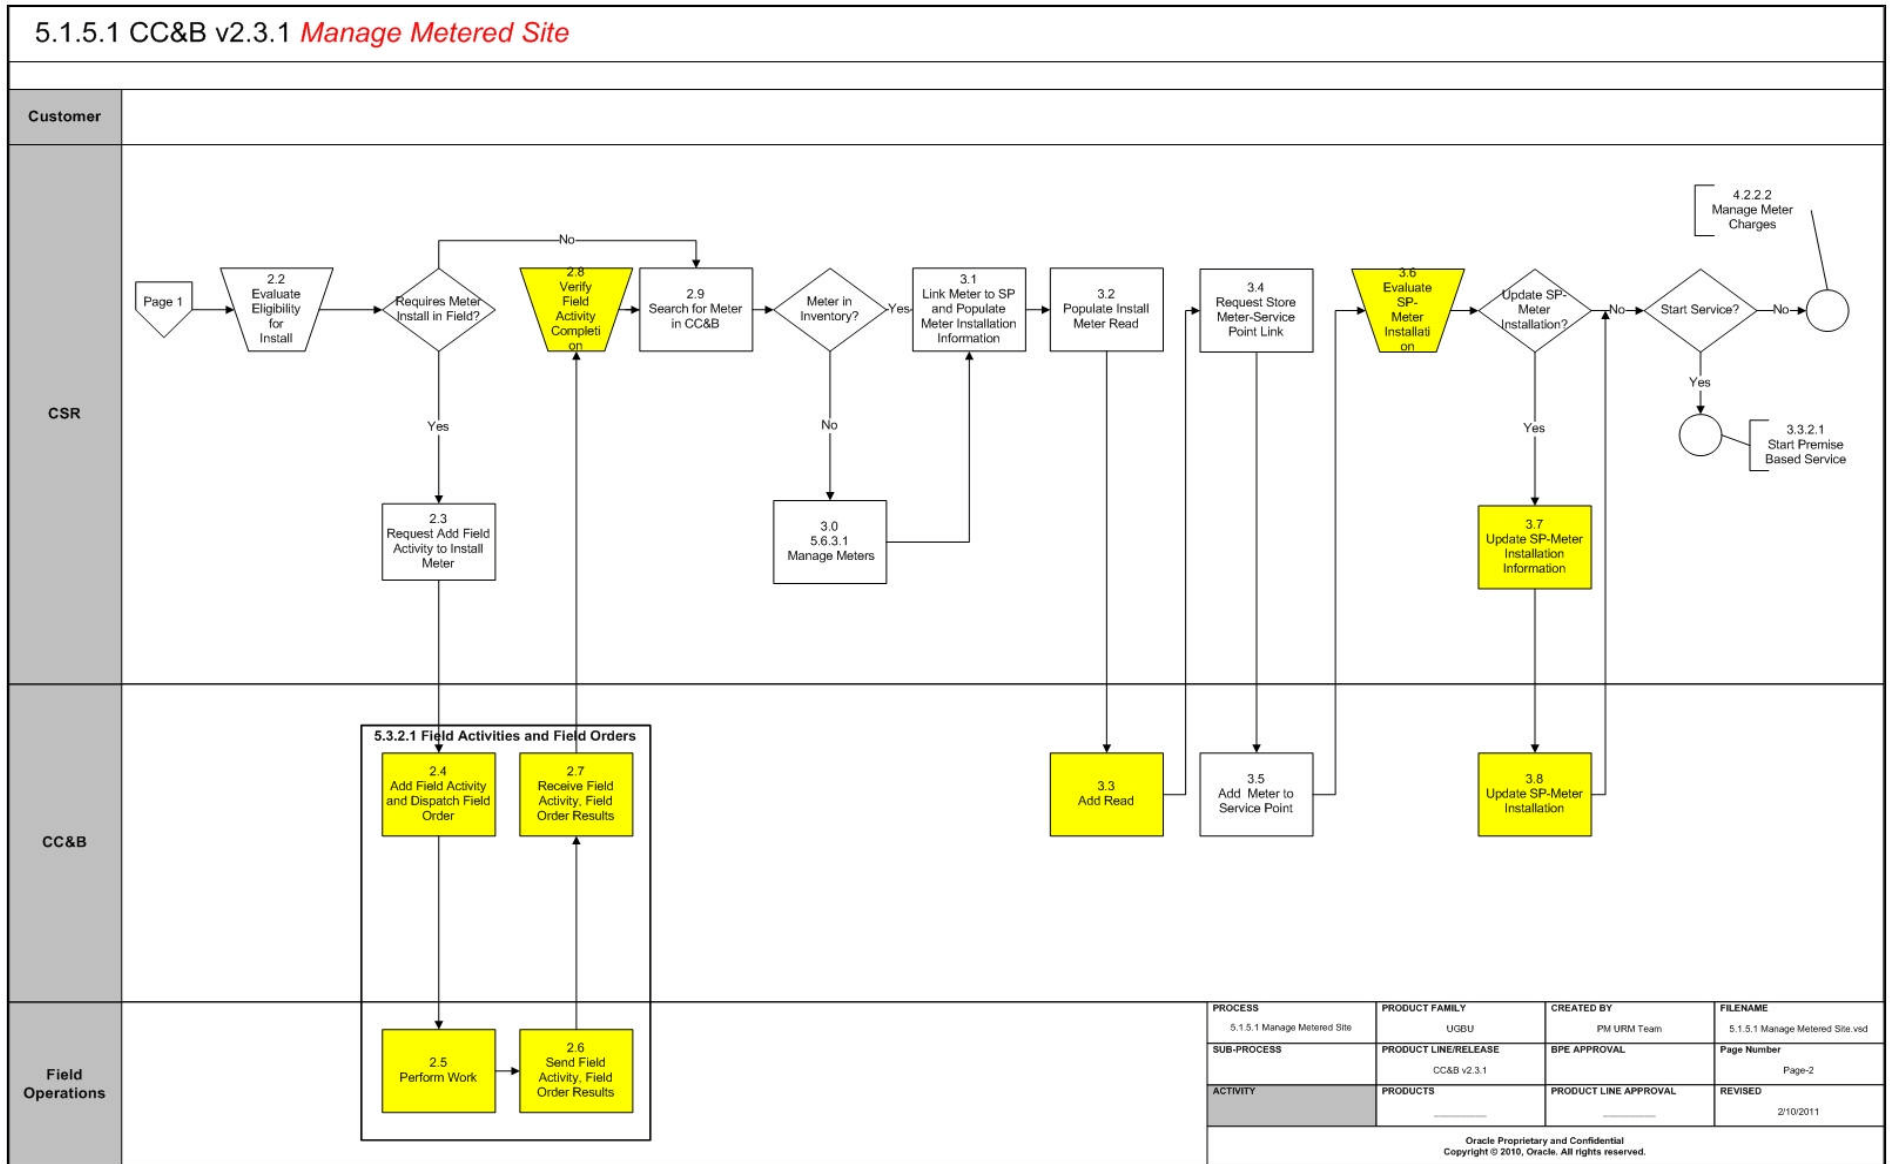 5.1.5.1 CC&B v2.3.1 Manage Metered Site
Customer
CSR
Page 1
2.2
Evaluate
Eligibility
for
Install
Requires Meter
Install in Field?
No
Yes
2.3
Request Add Field
Activity to Install
Meter
2.8
Verify
Field
Activity
Completi
on
2.9
Search for Meter
in CC&B
Meter in
Inventory?
Yes
No
3.0
5.6.3.1
Manage Meters
3.1
Link Meter to SP
and Populate
Meter Installation
Information
3.2
Populate Install
Meter Read
3.4
Request Store
Meter-Service
Point Link
3.6
Evaluate
SP-
Meter
Installati
on
Update SP-
Meter
Installation?
No
Yes
3.7
Update SP-Meter
Installation
Information
Start Service?
No
Yes
4.2.2.2
Manage Meter
Charges
3.3.2.1
Start Premise
Based Service
CC&B
5.3.2.1 Field Activities and Field Orders
2.4
Add Field Activity
and Dispatch Field
Order
2.7
Receive Field
Activity, Field
Order Results
3.3
Add Read
3.5
Add Meter to
Service Point
3.8
Update SP-Meter
Installation
Field
Operations
2.5
Perform Work
2.6
Send Field
Activity, Field
Order Results
PROCESS
5.1.5.1 Manage Metered Site
PRODUCT FAMILY
UGBU
CREATED BY
PM URM Team
FILENAME
5.1.5.1 Manage Metered Site.vsd
SUB-PROCESS
PRODUCT LINE/RELEASE
CC&B v2.3.1
BPE APPROVAL
Page Number
Page-2
ACTIVITY
PRODUCTS
PRODUCT LINE APPROVAL
REVISED
2/10/2011
Oracle Proprietary and Confidential
Copyright © 2010, Oracle. All rights reserved.